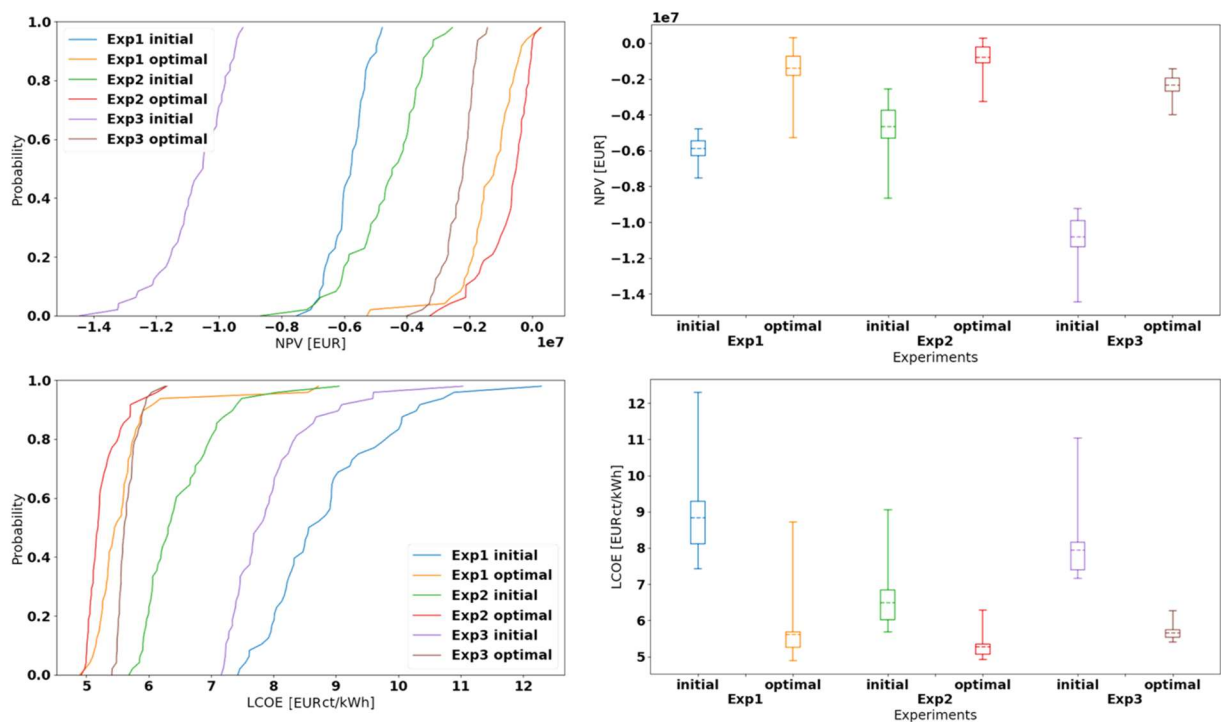 1.0
0.8
0.6
0.4
0.2
0.0
Probability
Exp1 initial
Exp1 optimal
Exp2 initial
Exp2 optimal
Exp3 initial
Exp3 optimal
−1.4 −1.2 −1.0 −0.8 −0.6 −0.4 −0.2 0.0
NPV [EUR]
1e7
1e7
0.0
−0.2
−0.4
−0.6
−0.8
−1.0
−1.2
−1.4
NPV [EUR]
initial optimal initial optimal initial optimal
Exp1 Exp2 Exp3
Experiments
1.0
0.8
0.6
0.4
0.2
0.0
Probability
Exp1 initial
Exp1 optimal
Exp2 initial
Exp2 optimal
Exp3 initial
Exp3 optimal
5 6 7 8 9 10 11 12
LCOE [EURct/kWh]
12
11
10
9
8
7
6
5
LCOE [EURct/kWh]
initial optimal initial optimal initial optimal
Exp1 Exp2 Exp3
Experiments